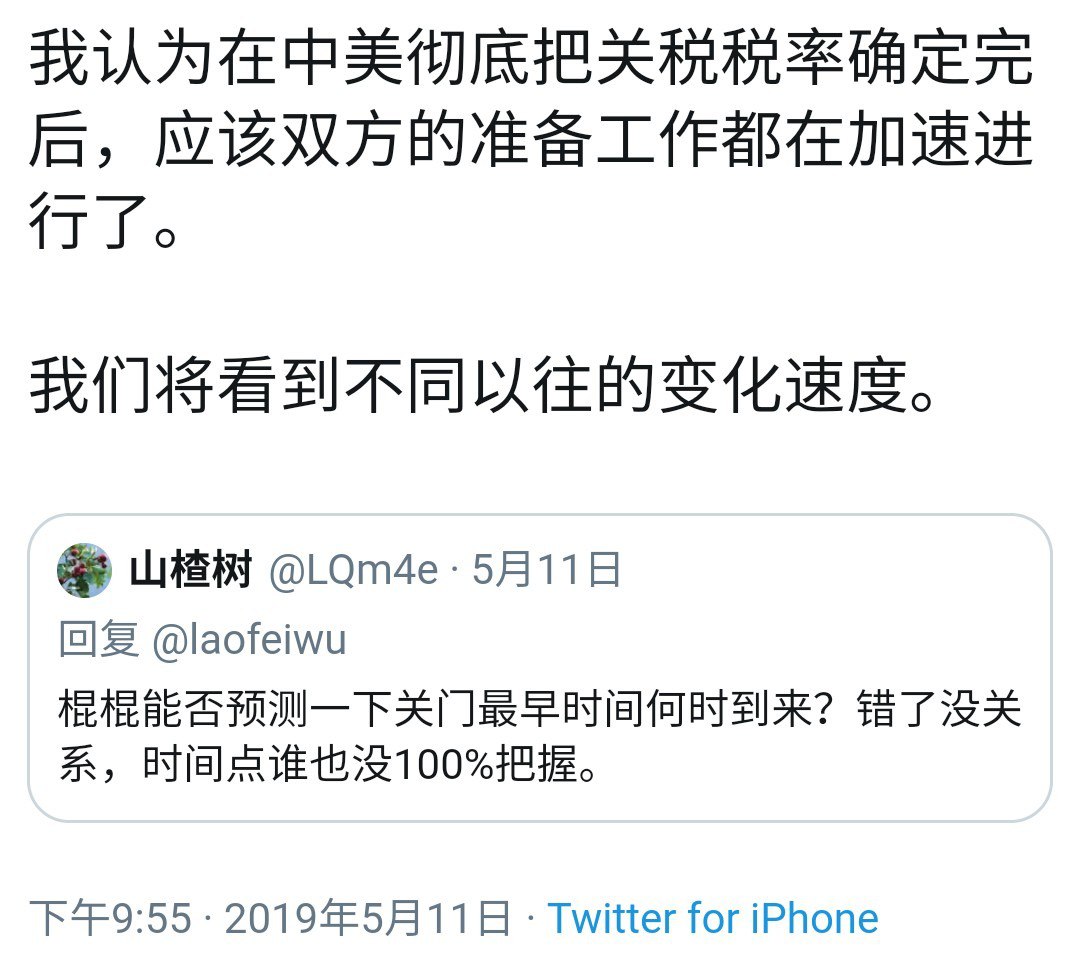 我认为在中美彻底把关税税率确定完
后，应该双方的准备工作都在加速进
行了。
我们将看到不同以往的变化速度。
山楂树 @LQm4e · 5月11日
回复 @laofeiwu
棍棍能否预测一下关门最早时间何时到来？错了没关
系，时间点谁也没100%把握。
下午9:55 · 2019年5月11日 · Twitter for iPhone